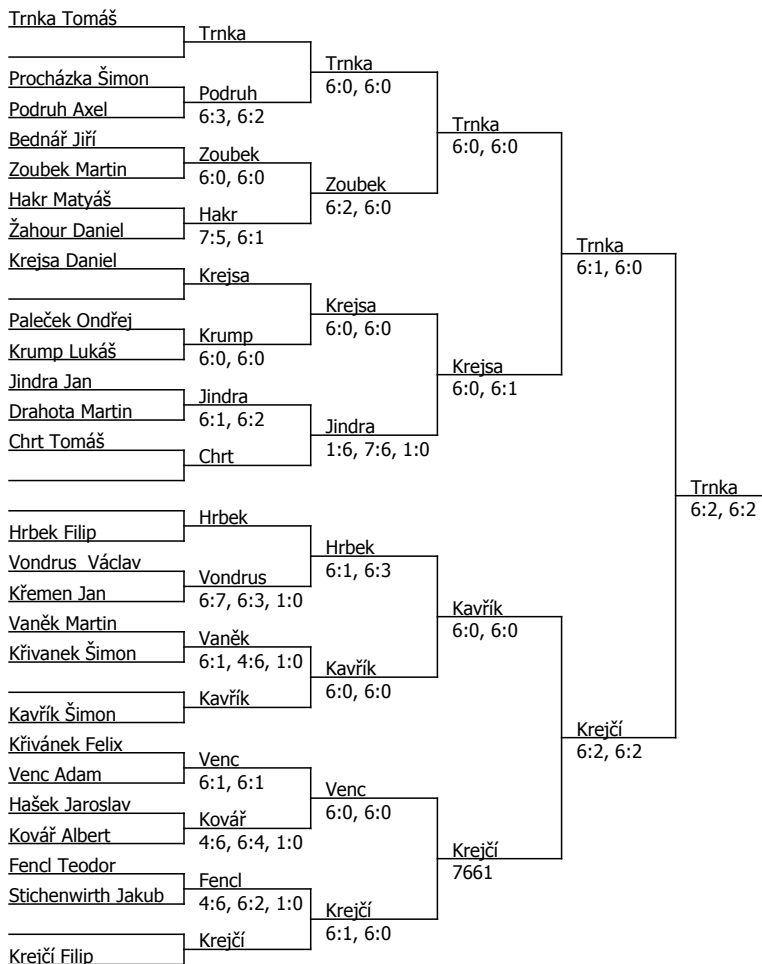 Trnka Tomáš
Trnka
Trnka
6:0, 6:0
Procházka Šimon
Podruh Axel
Podruh
6:3, 6:2
Trnka
6:0, 6:0
Bednář Jiří
Zoubek Martin
Zoubek
6:0, 6:0
Zoubek
6:2, 6:0
Hakr Matyáš
Žahour Daniel
Hakr
7:5, 6:1
Trnka
6:1, 6:0
Krejsa Daniel
Krejsa
Krejsa
6:0, 6:0
Paleček Ondřej
Krump Lukáš
Krump
6:0, 6:0
Krejsa
6:0, 6:1
Jindra Jan
Drahota Martin
Jindra
6:1, 6:2
Jindra
1:6, 7:6, 1:0
Chrt Tomáš
Chrt
Trnka
6:2, 6:2
Hrbek Filip
Hrbek
Hrbek
6:1, 6:3
Vondrus  Václav
Křemen Jan
Vondrus
6:7, 6:3, 1:0
Kavřík
6:0, 6:0
Vaněk Martin
Křivanek Šimon
Vaněk
6:1, 4:6, 1:0
Kavřík
6:0, 6:0
Kavřík Šimon
Kavřík
Krejčí
6:2, 6:2
Křivánek Felix
Venc Adam
Venc
6:1, 6:1
Venc
6:0, 6:0
Hašek Jaroslav
Kovář Albert
Kovář
4:6, 6:4, 1:0
Krejčí
7661
Fencl Teodor
Stichenwirth Jakub
Fencl
4:6, 6:2, 1:0
Krejčí
6:1, 6:0
Krejčí Filip
Krejčí